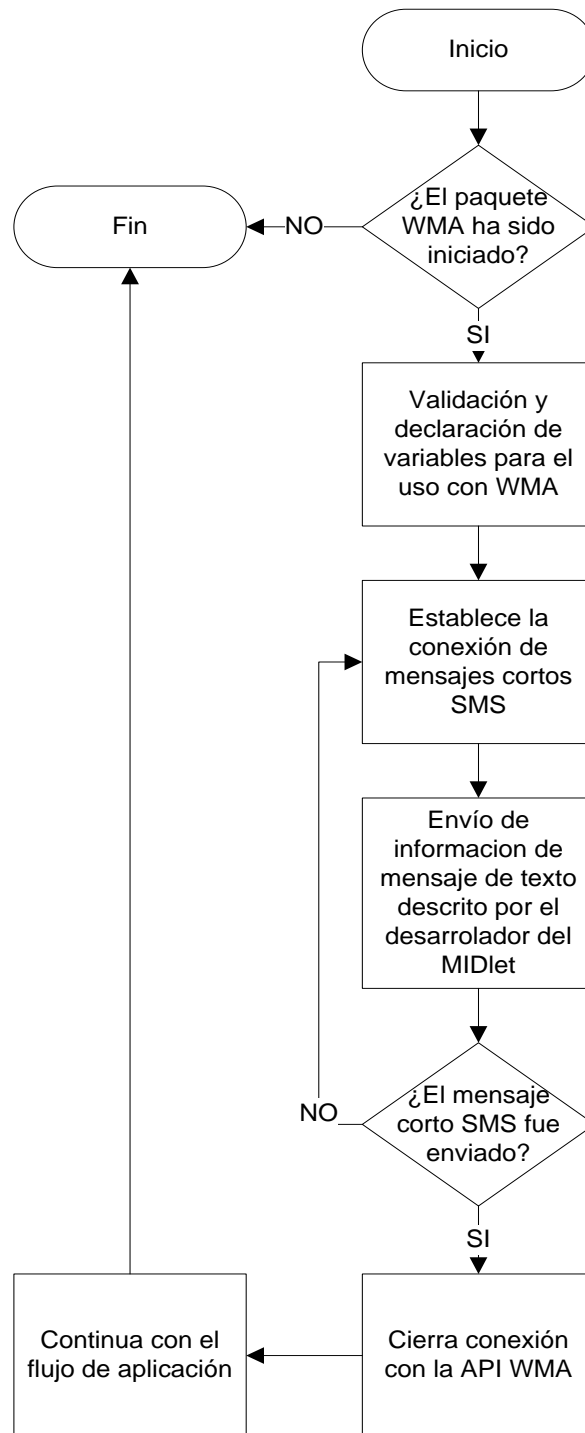 Inicio
¿El paquete
WMA ha sido
iniciado?
NO
Fin
SI
Validación y
declaración de
variables para el
uso con WMA
Establece la
conexión de
mensajes cortos
SMS
Envío de
informacion de
mensaje de texto
descrito por el
desarrolador del
MIDlet
¿El mensaje
corto SMS fue
enviado?
NO
SI
Cierra conexión
con la API WMA
Continua con el
flujo de aplicación